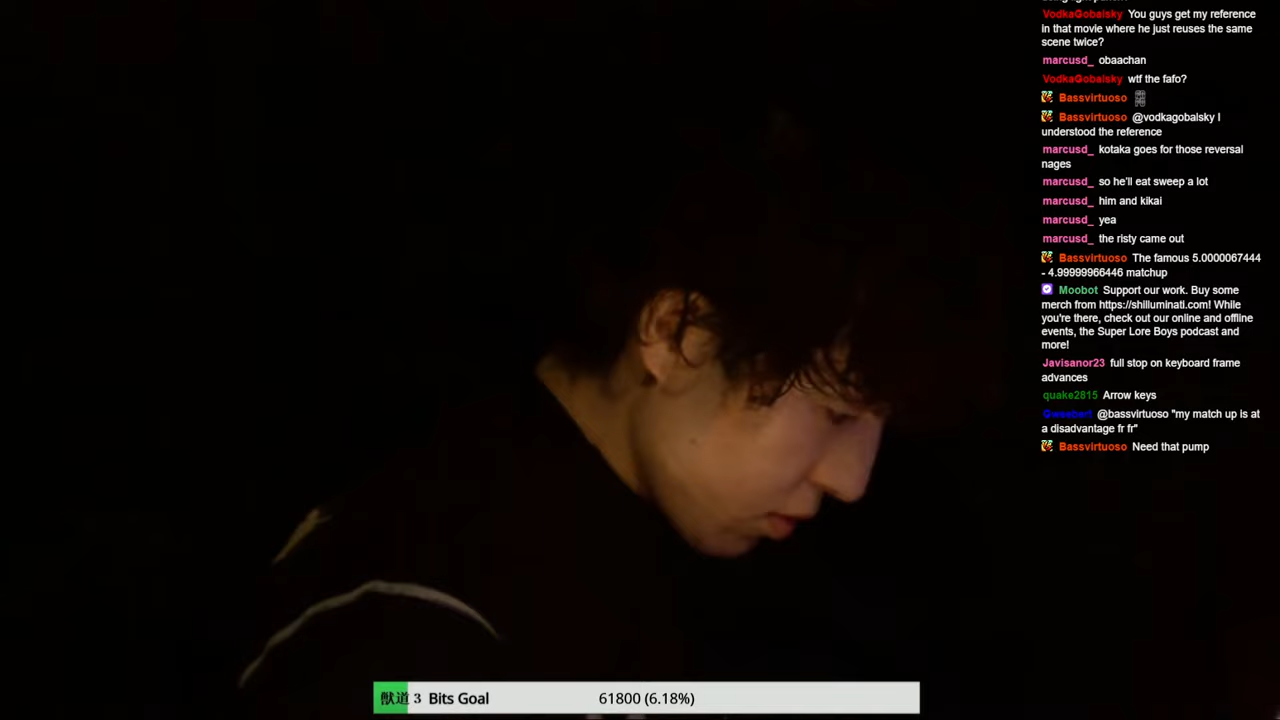 VodkaGobalsky You guys get my reference
in that movie where he just reuses the same
scene twice?
marcusd_ obaachan
VodkaGobalsky wtf the fafo?
Bassvirtuoso
Bassvirtuoso @vodkagobalsky I
understood the reference
marcusd_ kotaka goes for those reversal
nages
marcusd_ so he'll eat sweep a lot
marcusd_ him and kikai
marcusd_ yea
marcusd_ the risty came out
Bassvirtuoso The famous 5.0000067444
- 4.99999966446 matchup
Moobot Support our work. Buy some
merch from https://shilluminati.com! While
you're there, check out our online and offline
events, the Super Lore Boys podcast and
more!
Javisanor23 full stop on keyboard frame
advances
quake2815 Arrow keys
@bassvirtuoso "my match up is at
a disadvantage fr fr"
Bassvirtuoso Need that pump
獣道 3 Bits Goal 61800 (6.18%)